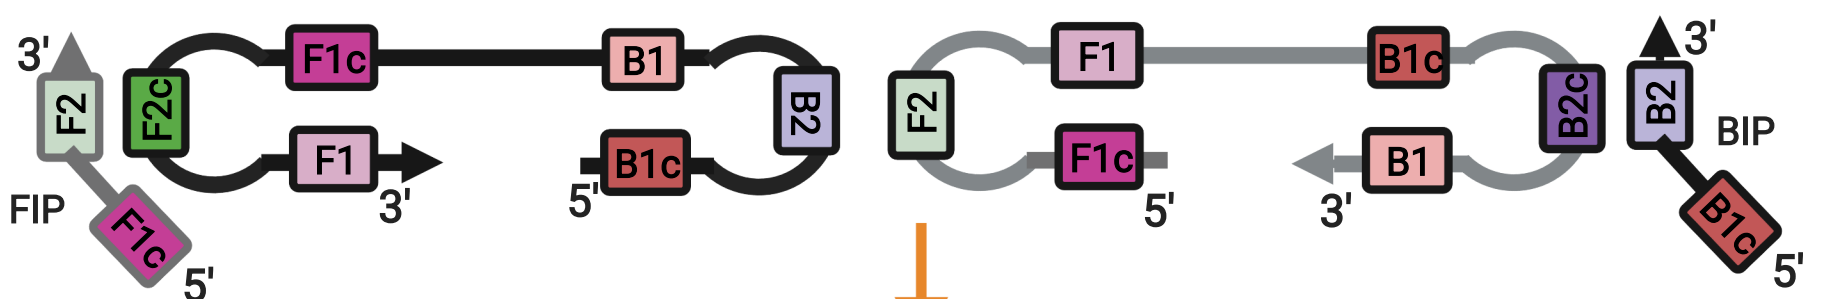 3' F2 F2c F1c B1 B2 F2 F1 B1c B2c B2 3'
FIP F1c 5' F1 3' 5' B1c F1c 5' 3' B1 BIP B1c 5'